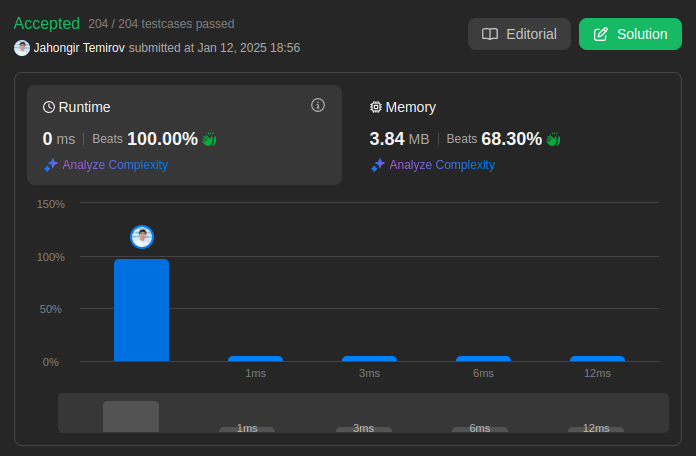 Accepted 204 / 204 testcases passed
Jahongir Temirov submitted at Jan 12, 2025 18:56
Editorial
Solution
Runtime
0 ms | Beats 100.00%
Analyze Complexity
Memory
3.84 MB | Beats 68.30%
Analyze Complexity
150%
100%
50%
0%
1ms 3ms 6ms 12ms
1ms 3ms 6ms 12ms